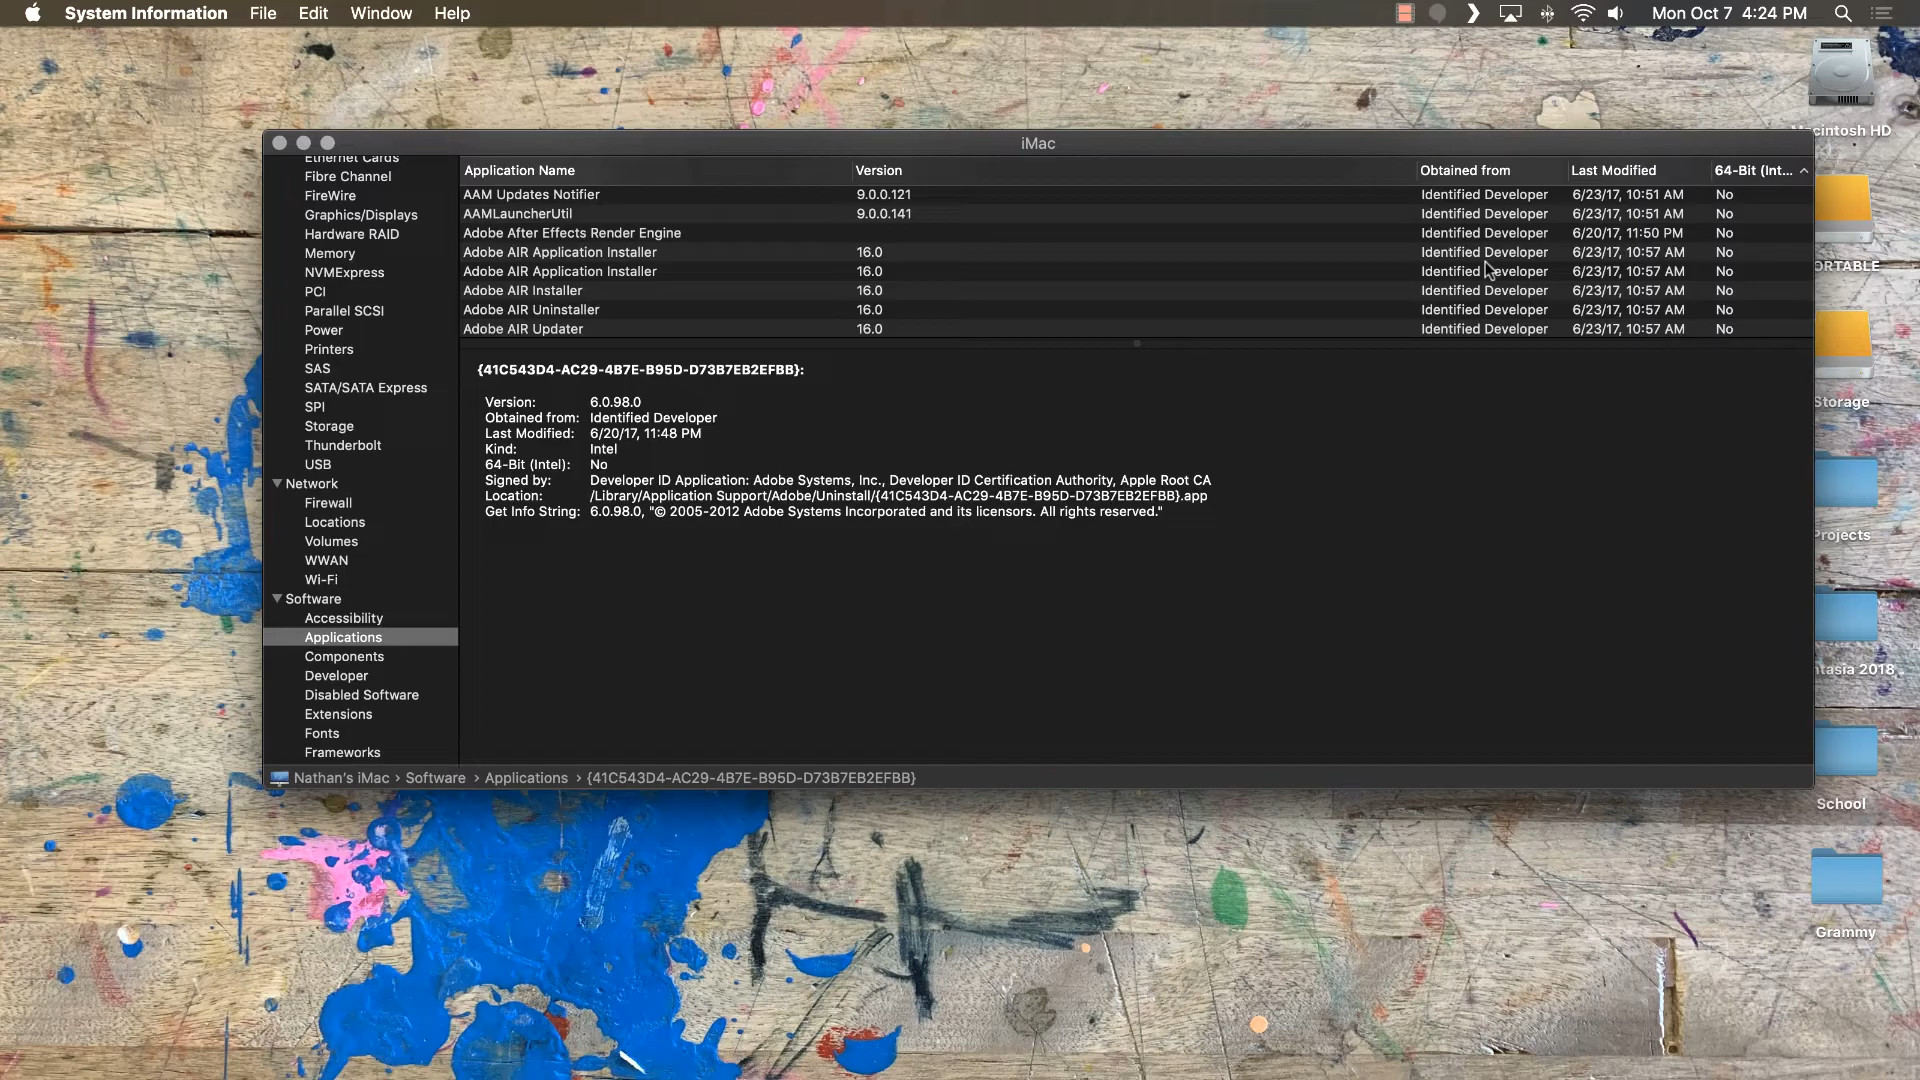 System Information File Edit Window Help Mon Oct 7 4:24 PM
iMac
Ethernet Cards
Fibre Channel
FireWire
Graphics/Displays
Hardware RAID
Memory
NVMExpress
PCI
Parallel SCSI
Power
Printers
SAS
SATA/SATA Express
SPI
Storage
Thunderbolt
USB
Network
Firewall
Locations
Volumes
WWAN
Wi-Fi
Software
Accessibility
Applications
Components
Developer
Disabled Software
Extensions
Fonts
Frameworks
Application Name Version Obtained from Last Modified 64-Bit (Int...
AAM Updates Notifier 9.0.0.121 Identified Developer 6/23/17, 10:51 AM No
AAMLauncherUtil 9.0.0.141 Identified Developer 6/23/17, 10:51 AM No
Adobe After Effects Render Engine Identified Developer 6/20/17, 11:50 PM No
Adobe AIR Application Installer 16.0 Identified Developer 6/23/17, 10:57 AM No
Adobe AIR Application Installer 16.0 Identified Developer 6/23/17, 10:57 AM No
Adobe AIR Installer 16.0 Identified Developer 6/23/17, 10:57 AM No
Adobe AIR Uninstaller 16.0 Identified Developer 6/23/17, 10:57 AM No
Adobe AIR Updater 16.0 Identified Developer 6/23/17, 10:57 AM No
{41C543D4-AC29-4B7E-B95D-D73B7EB2EFBB}:
Version: 6.0.98.0
Obtained from: Identified Developer
Last Modified: 6/20/17, 11:48 PM
Kind: Intel
64-Bit (Intel): No
Signed by: Developer ID Application: Adobe Systems, Inc., Developer ID Certification Authority, Apple Root CA
Location: /Library/Application Support/Adobe/Uninstall/{41C543D4-AC29-4B7E-B95D-D73B7EB2EFBB}.app
Get Info String: 6.0.98.0, "© 2005-2012 Adobe Systems Incorporated and its licensors. All rights reserved."
Nathan's iMac › Software › Applications › {41C543D4-AC29-4B7E-B95D-D73B7EB2EFBB}
acintosh HD
ORTABLE
Storage
Projects
ntasia 2018
School
Grammy